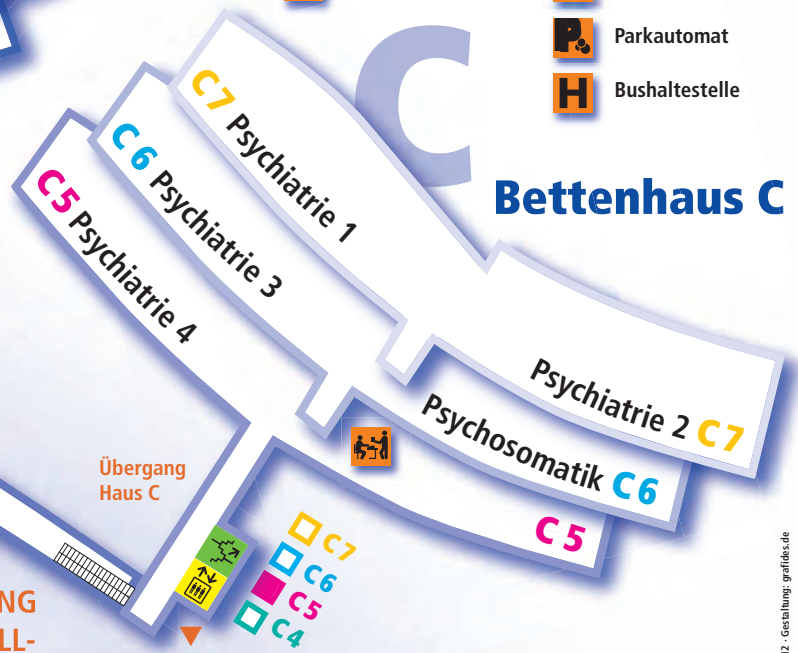 C
P
Parkautomat
H
Bushaltestelle
Bettenhaus C
C7 Psychiatrie 1
C6 Psychiatrie 3
C5 Psychiatrie 4
Psychiatrie 2 C7
Psychosomatik C6
C5
Übergang
Haus C
C7
C6
C5
C4
NG
LL-
12 · Gestaltung: grafides.de